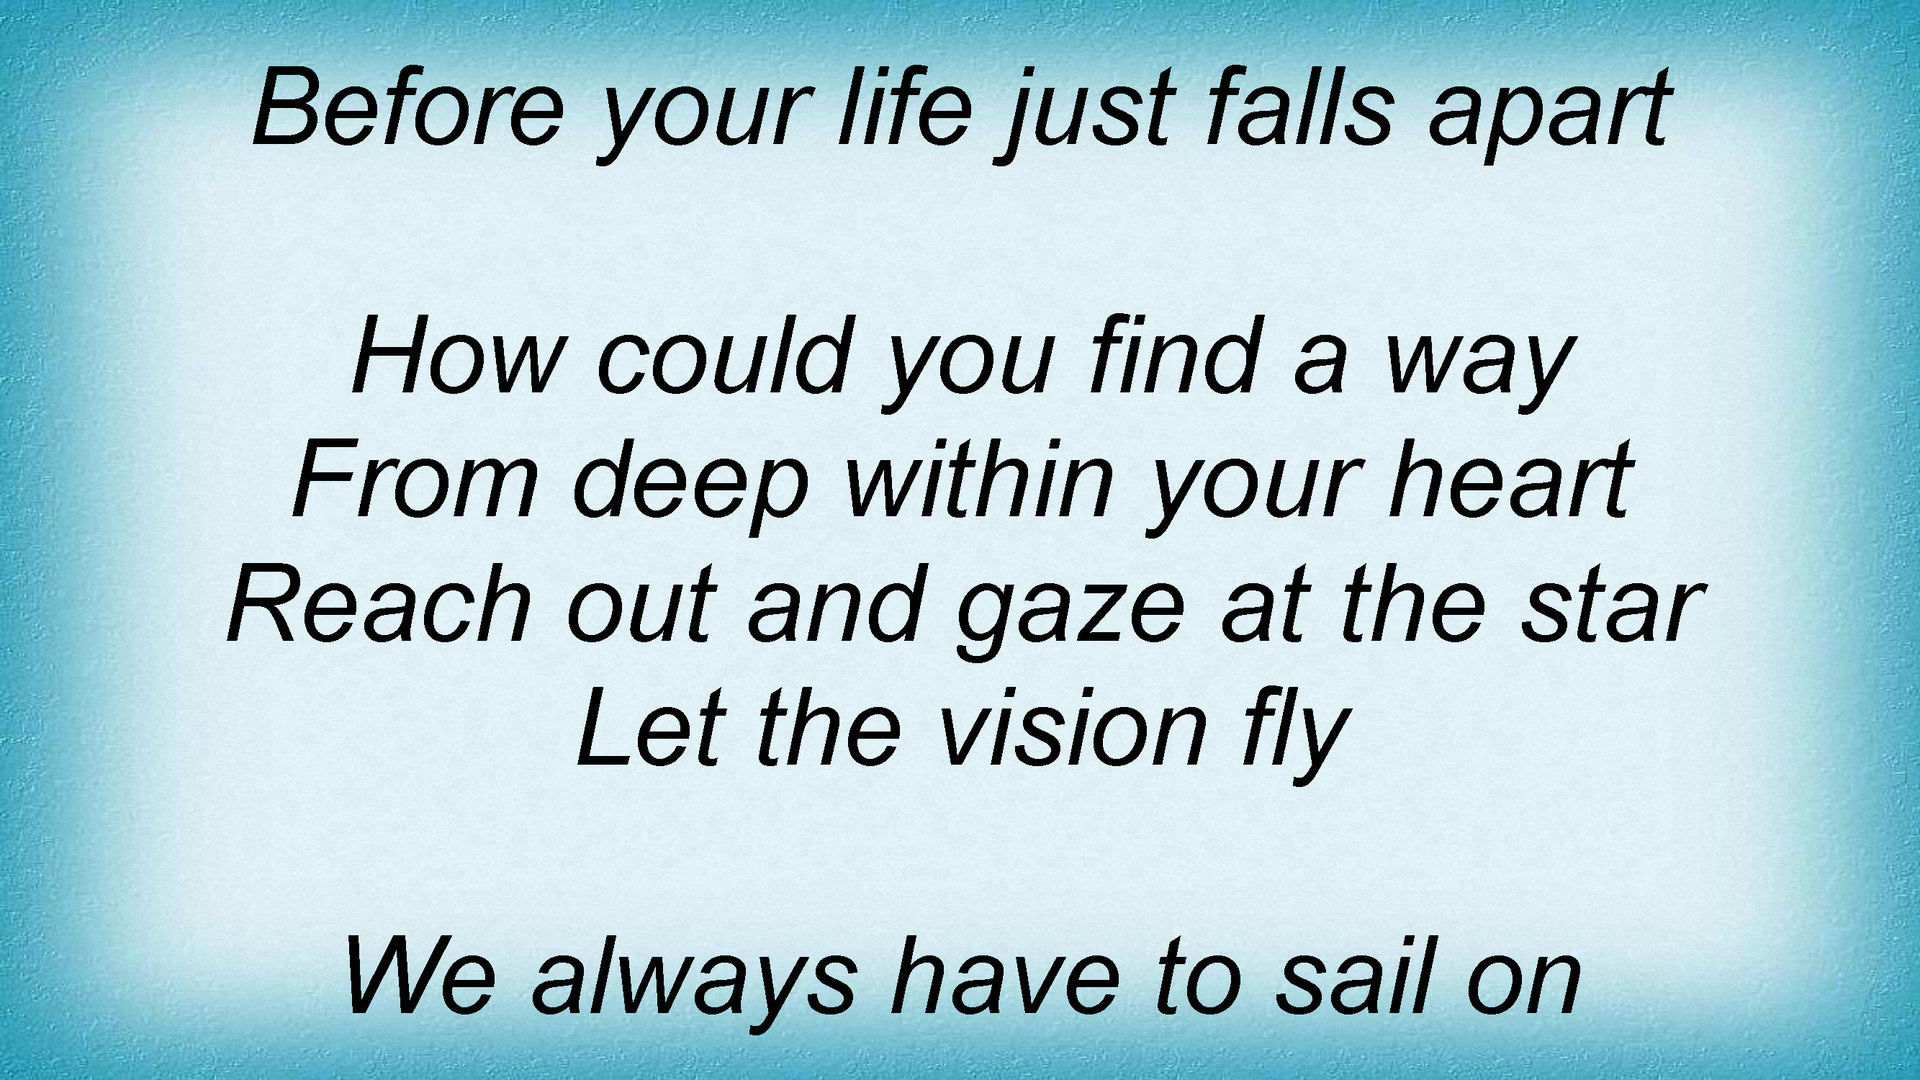 Before your life just falls apart
How could you find a way
From deep within your heart
Reach out and gaze at the star
Let the vision fly
We always have to sail on